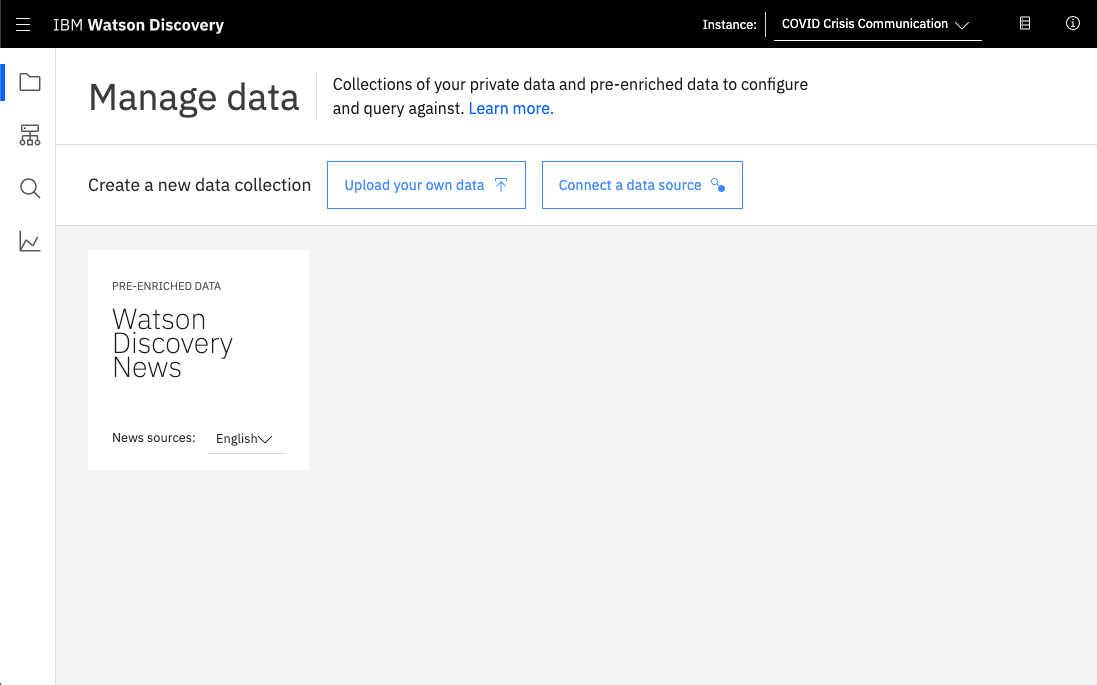 IBM Watson Discovery
Instance:
COVID Crisis Communication
Manage data
Collections of your private data and pre-enriched data to configure
and query against. Learn more.
Create a new data collection
Upload your own data
Connect a data source
PRE-ENRICHED DATA
Watson
Discovery
News
News sources:
English